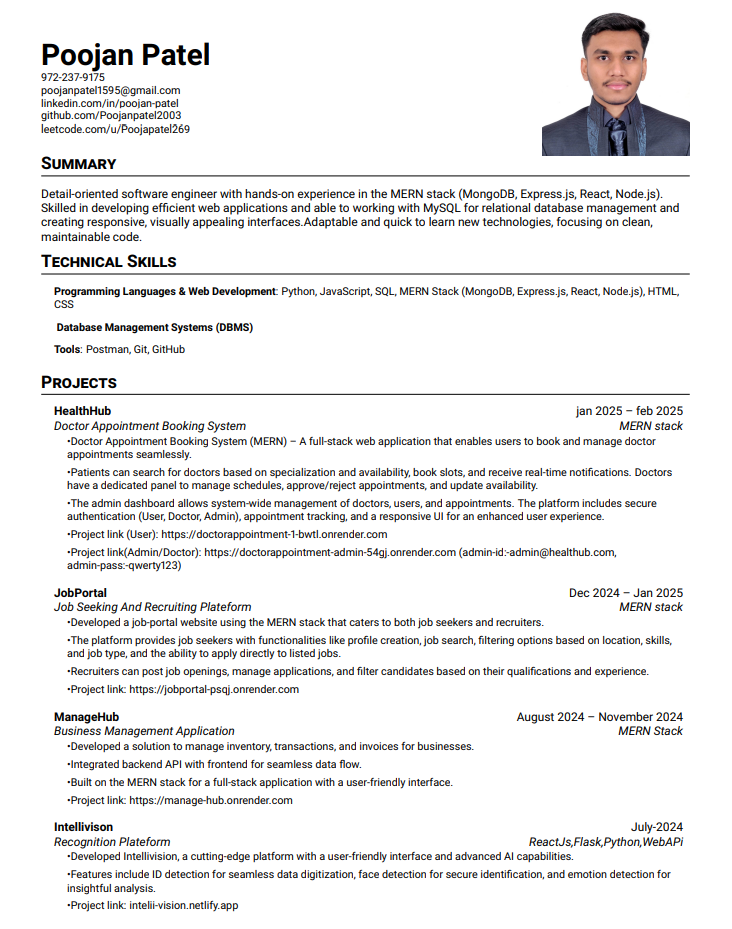 Poojan Patel
972-237-9175
poojanpatel1595@gmail.com
linkedin.com/in/poojan-patel
github.com/Poojanpatel2003
leetcode.com/u/Poojapatel269
SUMMARY
Detail-oriented software engineer with hands-on experience in the MERN stack (MongoDB, Express.js, React, Node.js).
Skilled in developing efficient web applications and able to working with MySQL for relational database management and
creating responsive, visually appealing interfaces.Adaptable and quick to learn new technologies, focusing on clean,
maintainable code.
TECHNICAL SKILLS
Programming Languages & Web Development: Python, JavaScript, SQL, MERN Stack (MongoDB, Express.js, React, Node.js), HTML,
CSS
Database Management Systems (DBMS)
Tools: Postman, Git, GitHub
PROJECTS
HealthHub jan 2025 – feb 2025
Doctor Appointment Booking System MERN stack
•Doctor Appointment Booking System (MERN) – A full-stack web application that enables users to book and manage doctor
appointments seamlessly.
•Patients can search for doctors based on specialization and availability, book slots, and receive real-time notifications. Doctors
have a dedicated panel to manage schedules, approve/reject appointments, and update availability.
•The admin dashboard allows system-wide management of doctors, users, and appointments. The platform includes secure
authentication (User, Doctor, Admin), appointment tracking, and a responsive UI for an enhanced user experience.
•Project link (User): https://doctorappointment-1-bwtl.onrender.com
•Project link(Admin/Doctor): https://doctorappointment-admin-54gj.onrender.com (admin-id:-admin@healthub.com,
admin-pass:-qwerty123)
JobPortal Dec 2024 – Jan 2025
Job Seeking And Recruiting Plateform MERN stack
•Developed a job-portal website using the MERN stack that caters to both job seekers and recruiters.
•The platform provides job seekers with functionalities like profile creation, job search, filtering options based on location, skills,
and job type, and the ability to apply directly to listed jobs.
•Recruiters can post job openings, manage applications, and filter candidates based on their qualifications and experience.
•Project link: https://jobportal-psqj.onrender.com
ManageHub August 2024 – November 2024
Business Management Application MERN Stack
•Developed a solution to manage inventory, transactions, and invoices for businesses.
•Integrated backend API with frontend for seamless data flow.
•Built on the MERN stack for a full-stack application with a user-friendly interface.
•Project link: https://manage-hub.onrender.com
Intellivison July-2024
Recognition Plateform ReactJs,Flask,Python,WebAPi
•Developed Intellivision, a cutting-edge platform with a user-friendly interface and advanced AI capabilities.
•Features include ID detection for seamless data digitization, face detection for secure identification, and emotion detection for
insightful analysis.
•Project link: intelii-vision.netlify.app